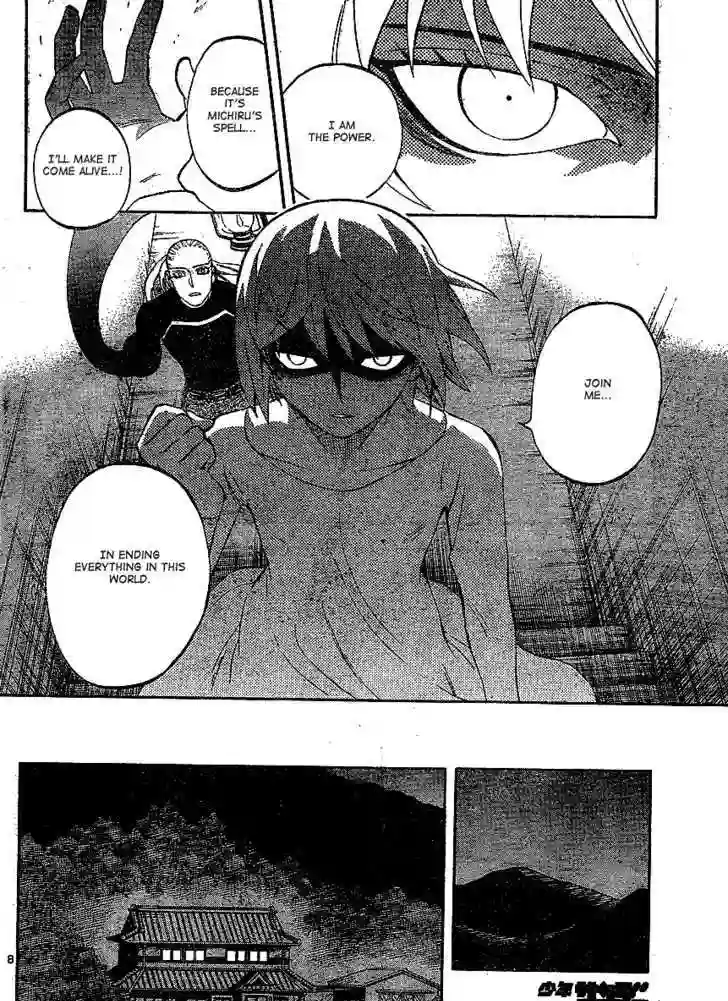 I AM
THE POWER.
BECAUSE
IT'S
MICHIRU'S
SPELL...
I'LL MAKE IT
COME ALIVE...!
JOIN
ME...
IN ENDING
EVERYTHING IN THIS
WORLD.
8